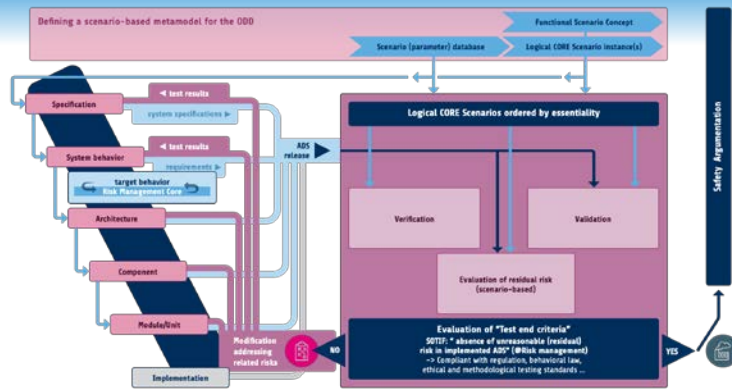 Defining a scenario-based metamodel for the ODD
Functional Scenario Concept
Scenario (parameter) database
Logical CORE Scenario instance(s)
Specification
◄ test results
system specifications ►
System behavior
◄ test results
requirements ►
target behavior
Risk Management Core
Architecture
Component
Module/Unit
Implementation
Modification
addressing
related risks
ADS
release
Logical CORE Scenarios ordered by essentiality
Verification
Validation
Evaluation of residual risk
(scenario-based)
Evaluation of "Test end criteria"
SOTIF: " absence of unreasonable (residual)
risk in implemented ADS" (@Risk management)
-> Compliant with regulation, behavioral law,
ethical and methodological testing standards ...
NO
YES
Safety Argumentation